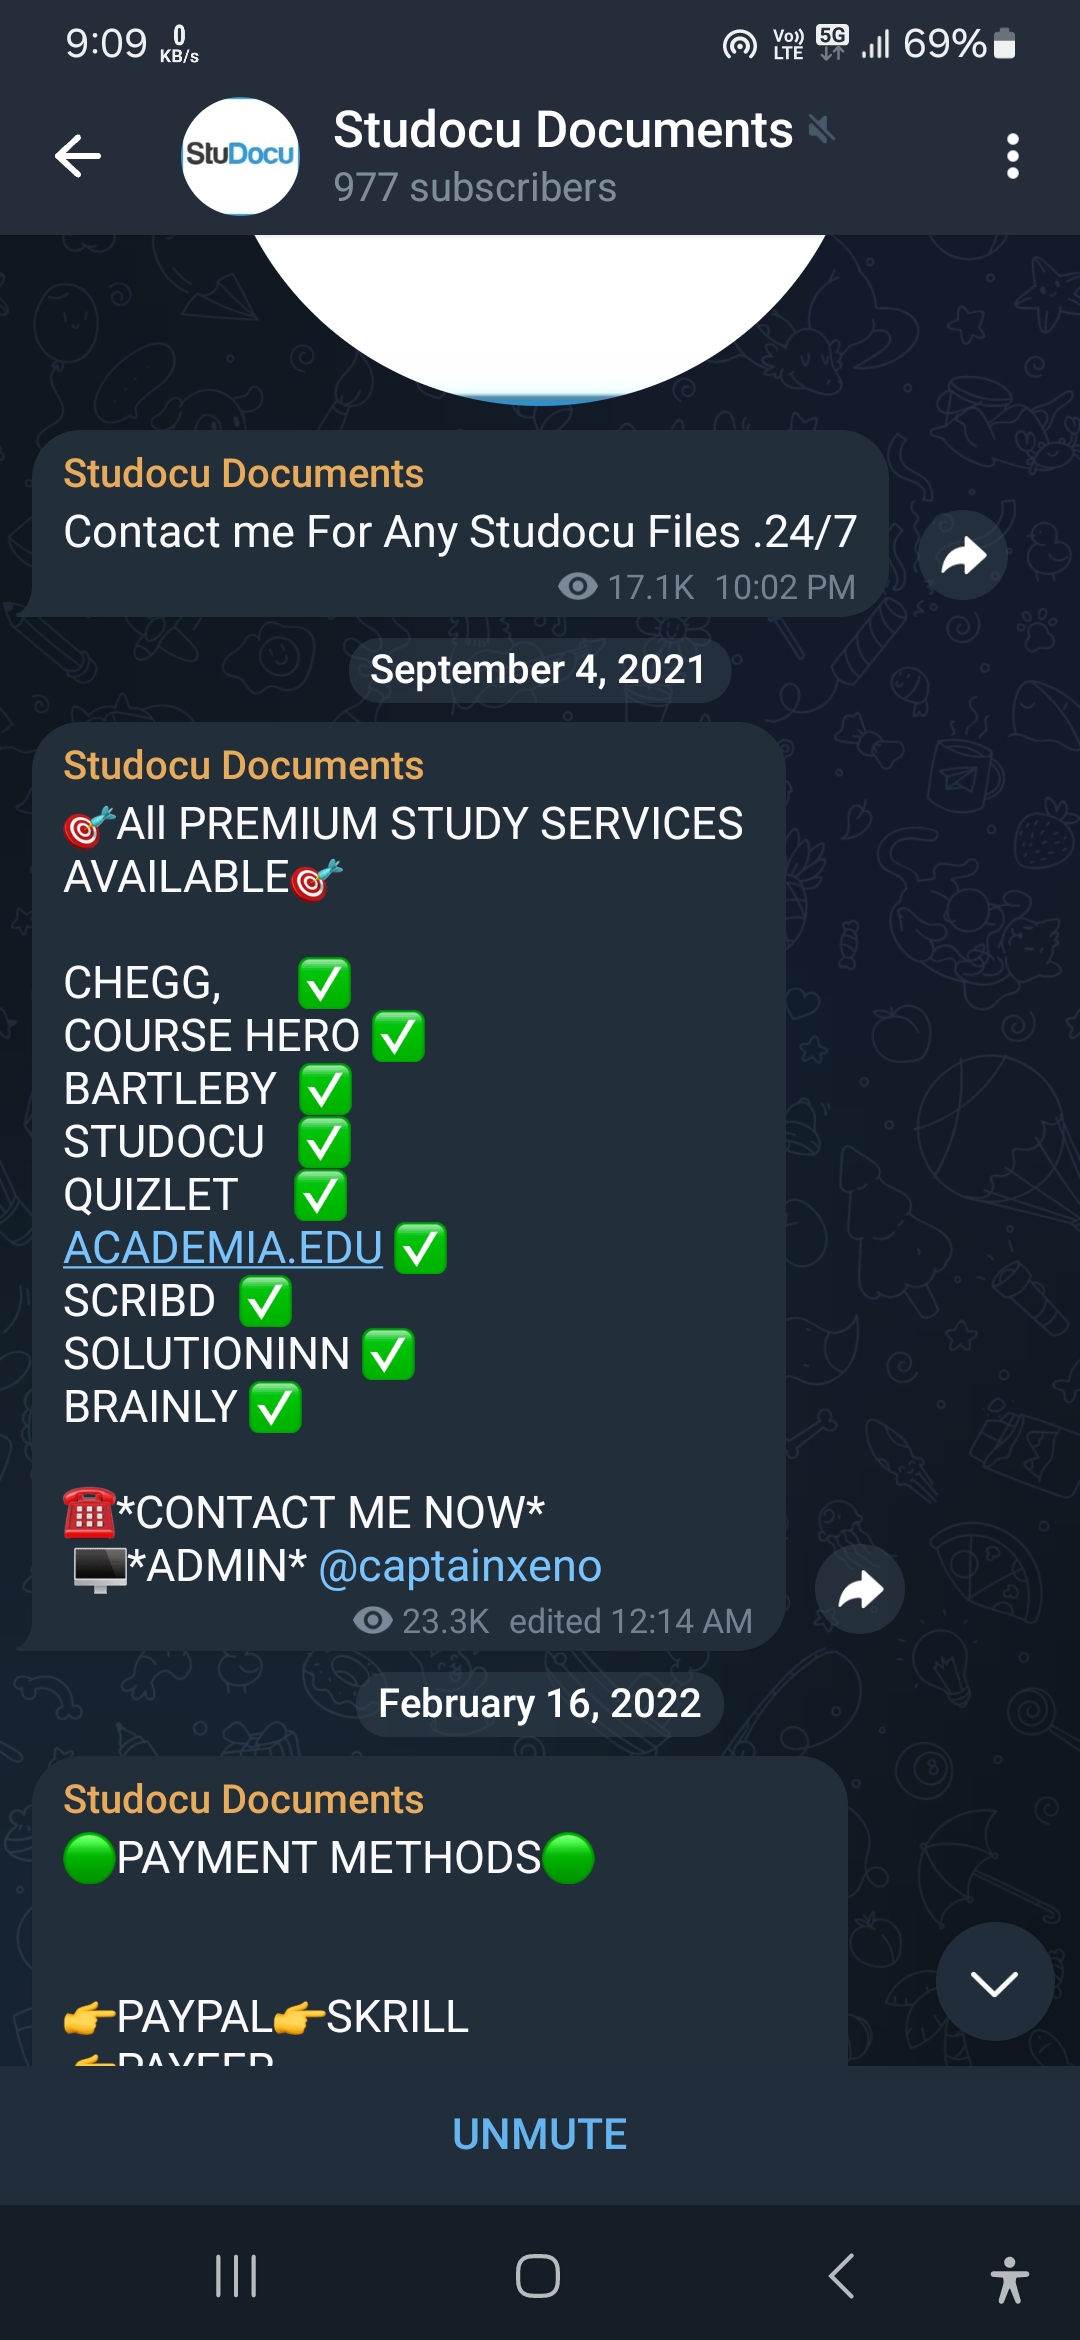 9:09 0 KB/s Vo)) LTE 5G 69%
StuDocu
Studocu Documents
977 subscribers
Studocu Documents
Contact me For Any Studocu Files .24/7
17.1K 10:02 PM
September 4, 2021
Studocu Documents
🎯All PREMIUM STUDY SERVICES
AVAILABLE🎯
CHEGG, ✅
COURSE HERO ✅
BARTLEBY ✅
STUDOCU ✅
QUIZLET ✅
ACADEMIA.EDU ✅
SCRIBD ✅
SOLUTIONINN ✅
BRAINLY ✅
☎️*CONTACT ME NOW*
🖥*ADMIN* @captainxeno
23.3K edited 12:14 AM
February 16, 2022
Studocu Documents
🟢PAYMENT METHODS🟢
👉PAYPAL👉SKRILL
UNMUTE